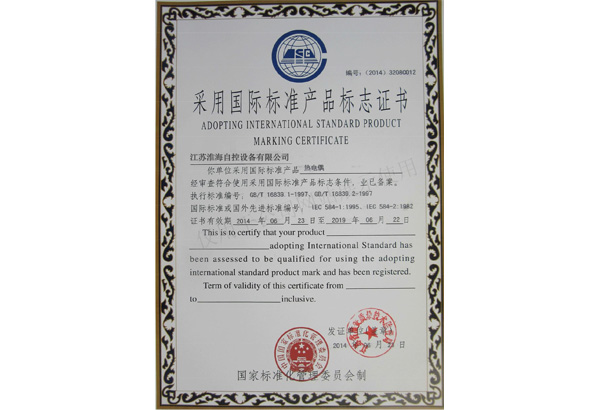 编号:(2014)32080012
采用国际标准产品标志证书
ADOPTING INTERNATIONAL STANDARD PRODUCT
MARKING CERTIFICATE
江苏淮海自控设备有限公司
你单位采用国际标准产品 热电偶
经审查符合使用采用国际标准产品标志条件,业已备案。
执行标准编号:GB/T 16839.1-1997、GB/T 16839.2-1997
国际标准或国外先进标准编号:IEC 584-1:1995、IEC 584-2:1982
证书有效期 2014 年 06 月 23 日至 2019 年 06 月 22 日
This is to certify that your product
adopting International Standard has
been assessed to be qualified for using the adopting
international standard product mark and has been registered.
Term of validity of this certificate from
to inclusive.
发证
2014 06 日
国家标准化管理委员会制